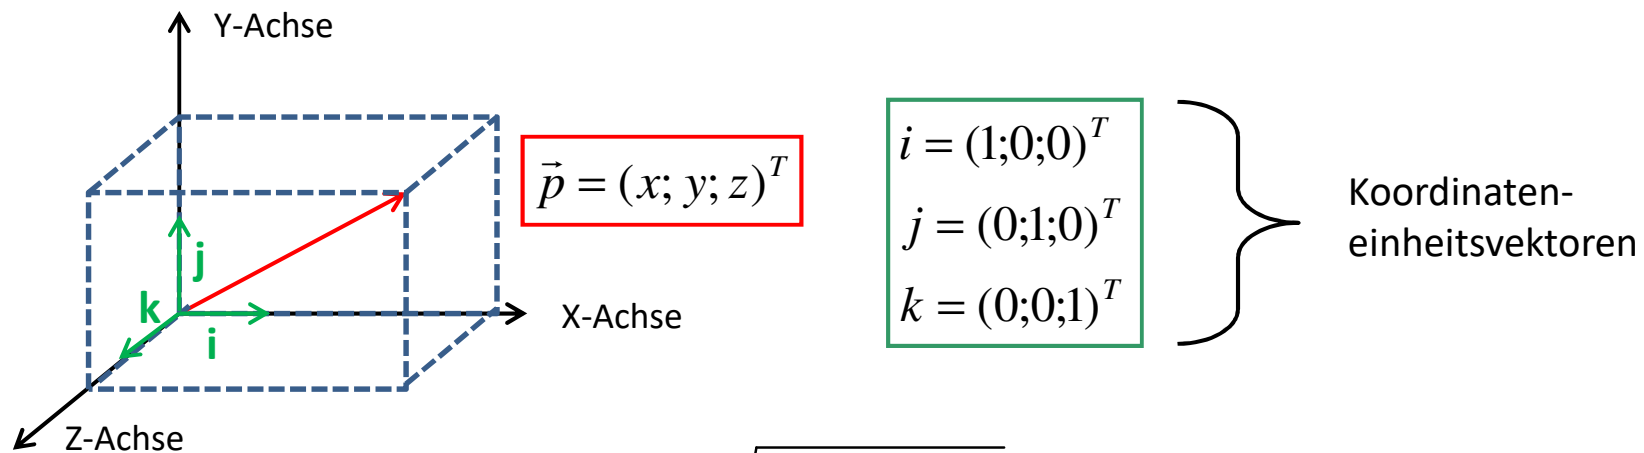 Y-Achse
p⃗ = (x; y; z)^T
i = (1;0;0)^T
j = (0;1;0)^T
k = (0;0;1)^T
Koordinaten-
einheitsvektoren
j
k
i
X-Achse
Z-Achse